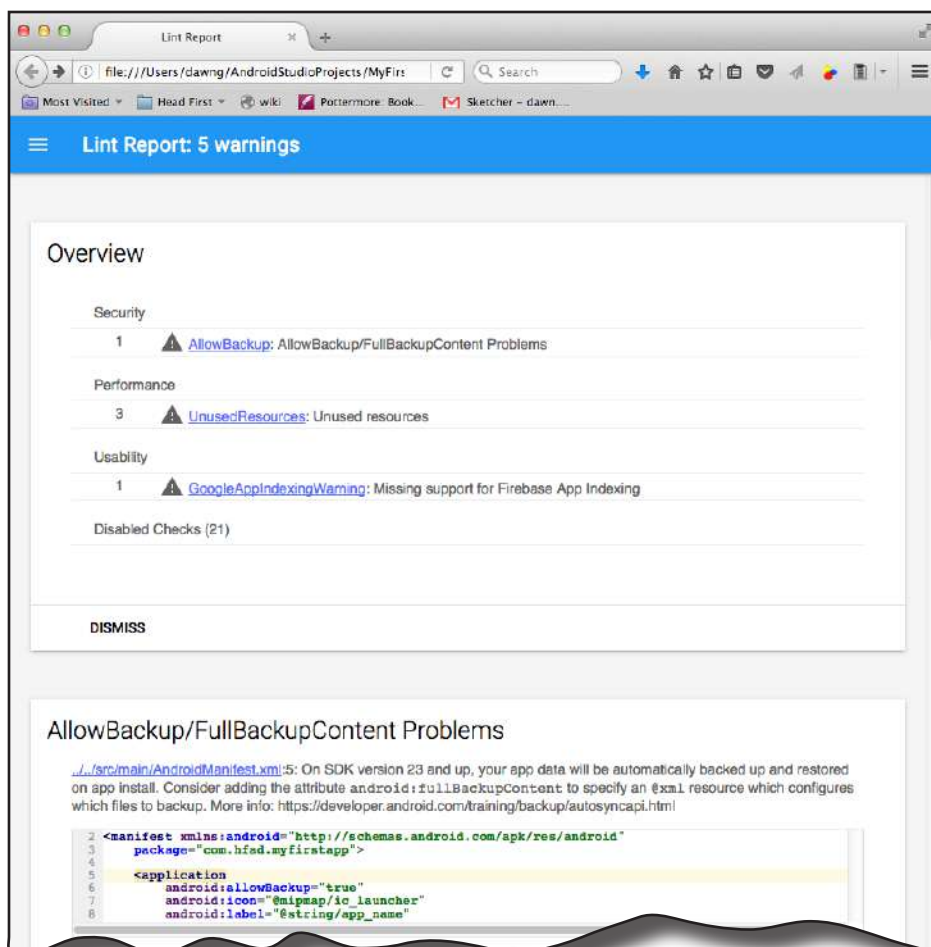 Lint Report
file:///Users/dawng/AndroidStudioProjects/MyFirs
Search
Most Visited
Head First
wiki
Pottermore: Book...
Sketcher – dawn....
Lint Report: 5 warnings
Overview
Security
1 AllowBackup: AllowBackup/FullBackupContent Problems
Performance
3 UnusedResources: Unused resources
Usability
1 GoogleAppIndexingWarning: Missing support for Firebase App Indexing
Disabled Checks (21)
DISMISS
AllowBackup/FullBackupContent Problems
../../src/main/AndroidManifest.xml:5: On SDK version 23 and up, your app data will be automatically backed up and restored
on app install. Consider adding the attribute android:fullBackupContent to specify an @xml resource which configures
which files to backup. More info: https://developer.android.com/training/backup/autosyncapi.html
2 <manifest xmlns:android="http://schemas.android.com/apk/res/android"
3 package="com.hfad.myfirstapp">
4
5 <application
6 android:allowBackup="true"
7 android:icon="@mipmap/ic_launcher"
8 android:label="@string/app_name"